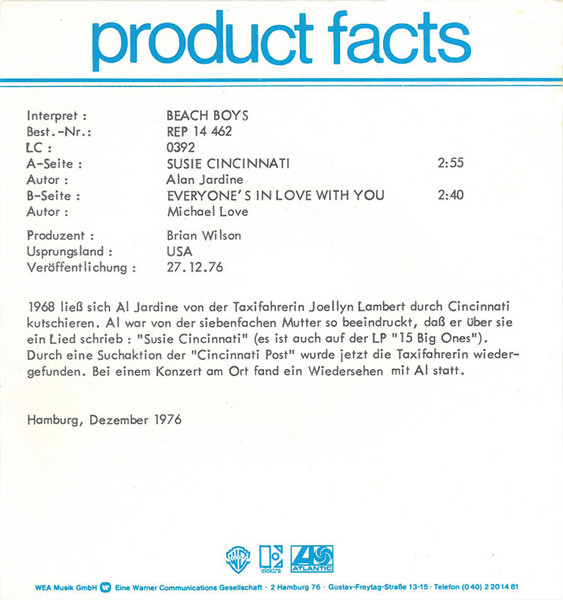 product facts
Interpret : BEACH BOYS
Best.-Nr.: REP 14 462
LC : 0392
A-Seite : SUSIE CINCINNATI 2:55
Autor : Alan Jardine
B-Seite : EVERYONE'S IN LOVE WITH YOU 2:40
Autor : Michael Love
Produzent : Brian Wilson
Usprungsland : USA
Veröffentlichung : 27.12.76
1968 ließ sich Al Jardine von der Taxifahrerin Joellyn Lambert durch Cincinnati
kutschieren. Al war von der siebenfachen Mutter so beeindruckt, daß er über sie
ein Lied schrieb : "Susie Cincinnati" (es ist auch auf der LP "15 Big Ones").
Durch eine Suchaktion der "Cincinnati Post" wurde jetzt die Taxifahrerin wieder-
gefunden. Bei einem Konzert am Ort fand ein Wiedersehen mit Al statt.
Hamburg, Dezember 1976
elektra ATLANTIC
WEA Musik GmbH Eine Warner Communications Gesellschaft · 2 Hamburg 76 · Gustav-Freytag-Straße 13-15 · Telefon (040) 2 20 14 81